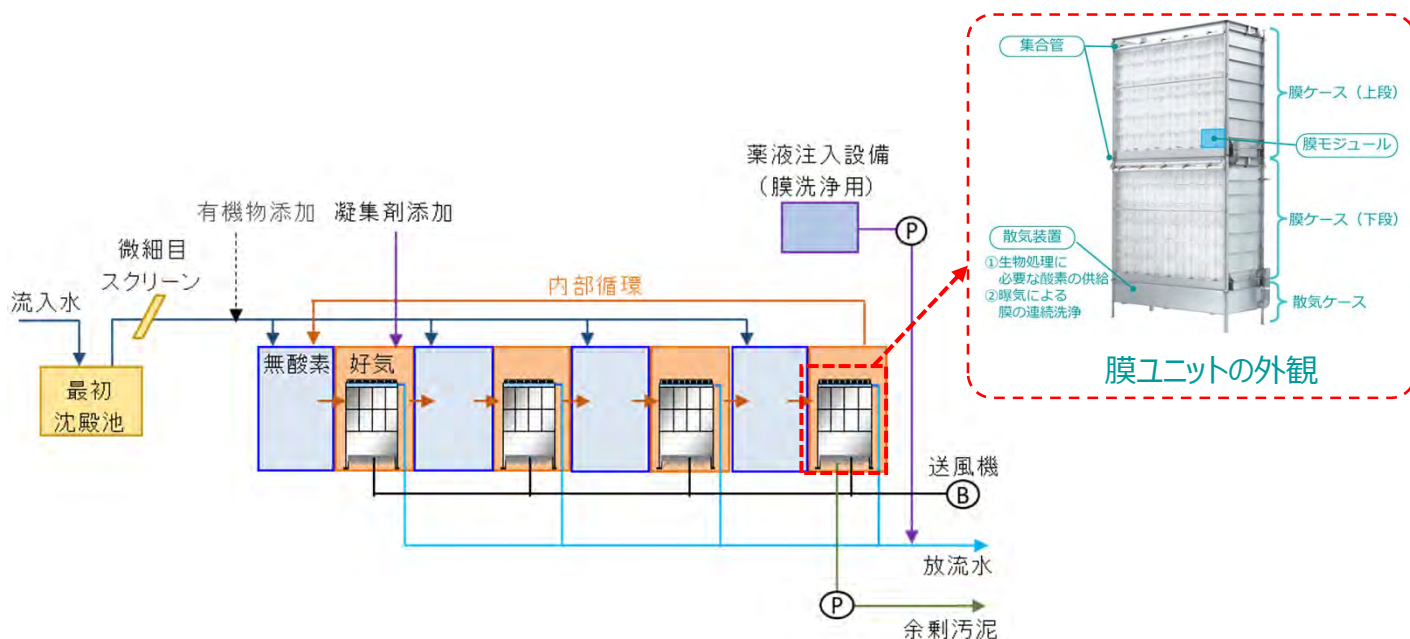 集合管
膜ケース（上段）
膜モジュール
膜ケース（下段）
散気装置
①生物処理に
必要な酸素の供給
②曝気による
膜の連続洗浄
散気ケース
膜ユニットの外観
薬液注入設備
（膜洗浄用）
P
有機物添加
凝集剤添加
微細目
スクリーン
流入水
内部循環
無酸素
好気
最初
沈殿池
送風機
B
放流水
P
余剰汚泥